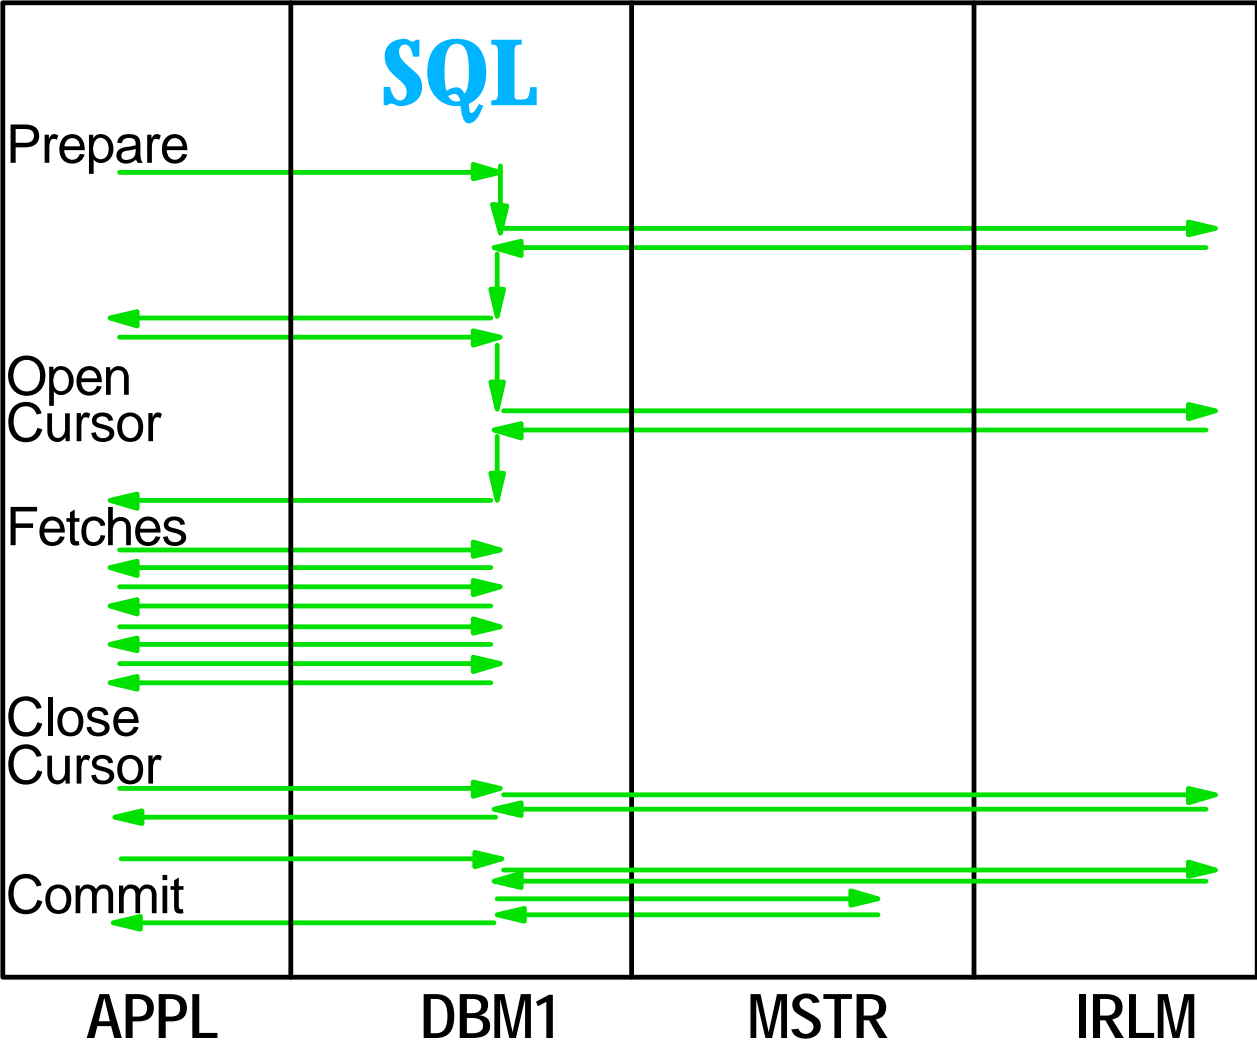 SQL
Prepare
Open
Cursor
Fetches
Close
Cursor
Commit
APPL
DBM1
MSTR
IRLM